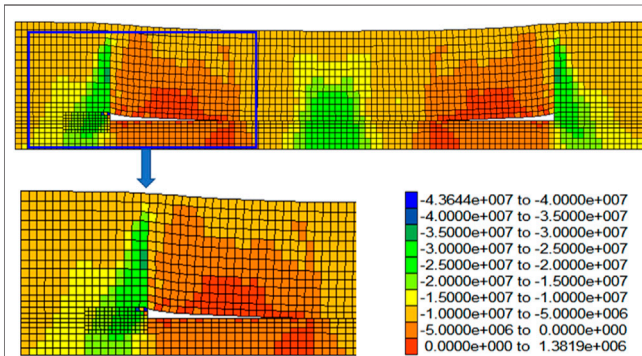 -4.3644e+007 to -4.0000e+007
-4.0000e+007 to -3.5000e+007
-3.5000e+007 to -3.0000e+007
-3.0000e+007 to -2.5000e+007
-2.5000e+007 to -2.0000e+007
-2.0000e+007 to -1.5000e+007
-1.5000e+007 to -1.0000e+007
-1.0000e+007 to -5.0000e+006
-5.0000e+006 to 0.0000e+000
0.0000e+000 to 1.3819e+006